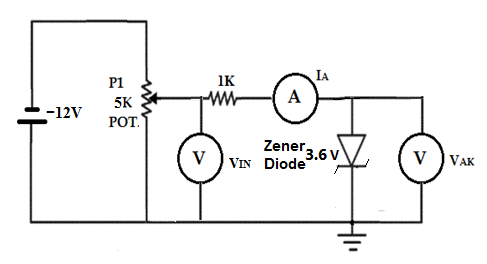 1K
IA
P1
5K
POT.
−12V
A
V
VIN
Zener
Diode
3.6 V
V
VAK